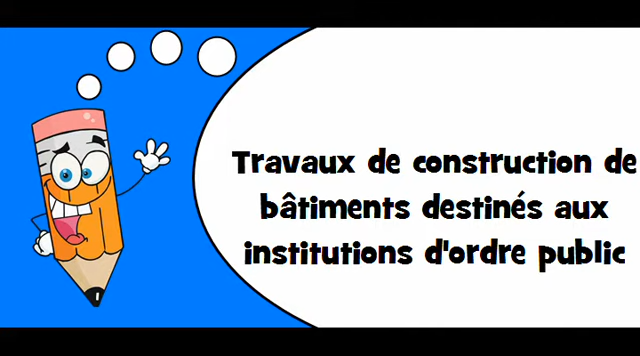 Travaux de construction de
bâtiments destinés aux
institutions d'ordre public